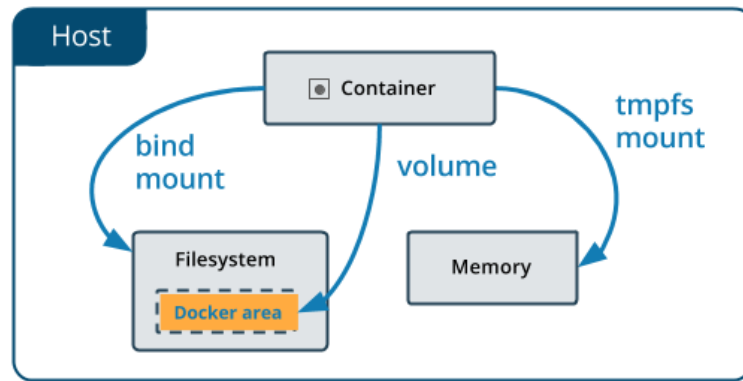 Host
Container
bind
mount
volume
tmpfs
mount
Filesystem
Docker area
Memory